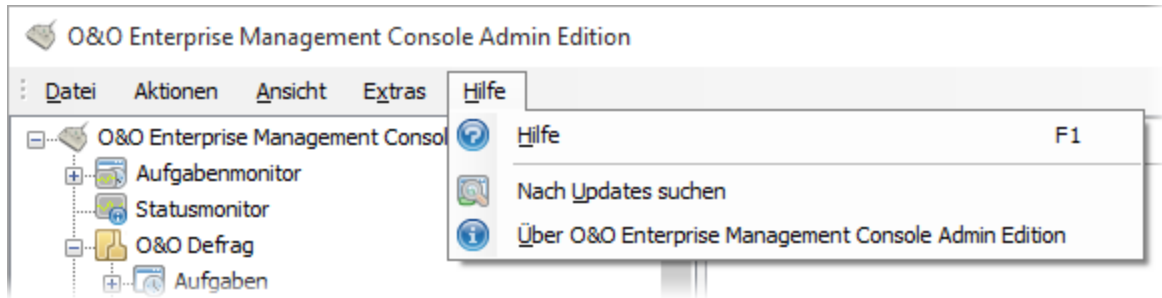 O&O Enterprise Management Console Admin Edition
Datei Aktionen Ansicht Extras Hilfe
O&O Enterprise Management Consol
Hilfe F1
Aufgabenmonitor
Nach Updates suchen
Statusmonitor
Über O&O Enterprise Management Console Admin Edition
O&O Defrag
Aufgaben